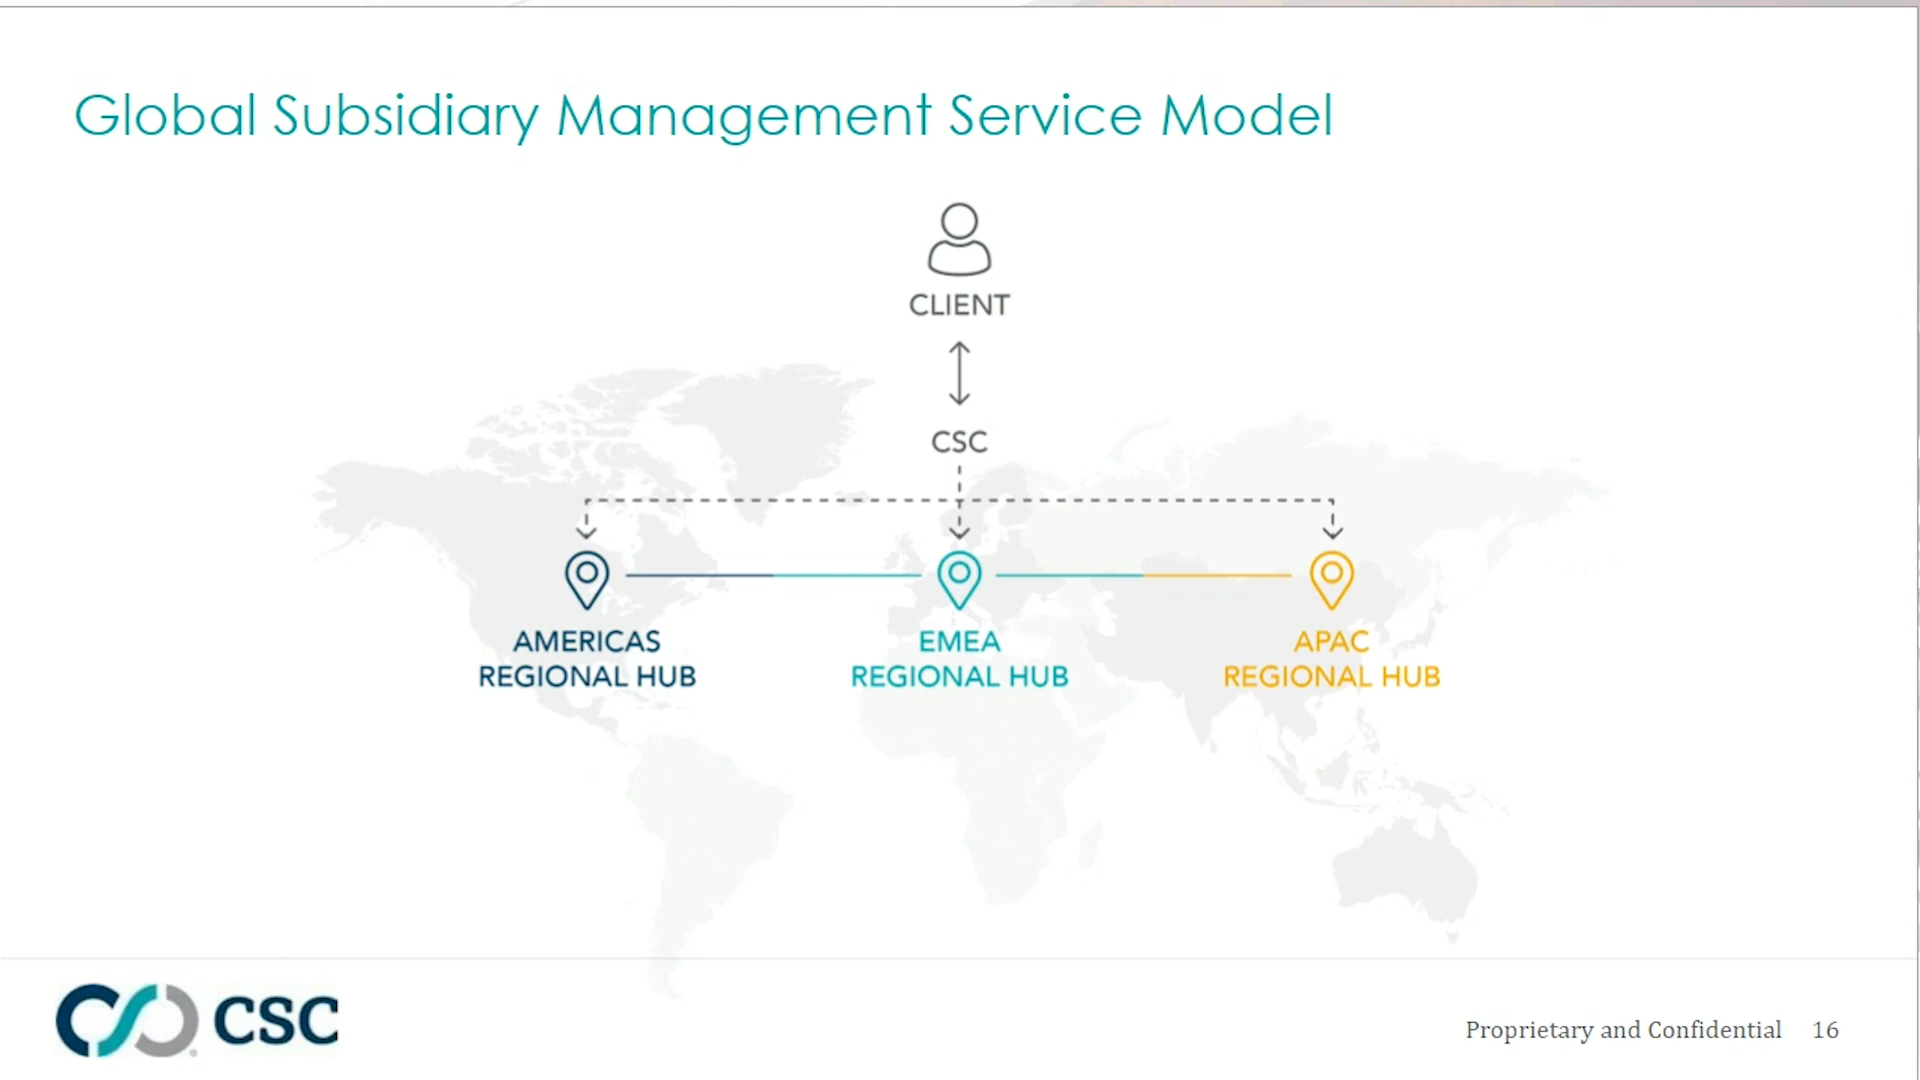 Global Subsidiary Management Service Model
CLIENT
CSC
AMERICAS
REGIONAL HUB
EMEA
REGIONAL HUB
APAC
REGIONAL HUB
CSC
Proprietary and Confidential 16